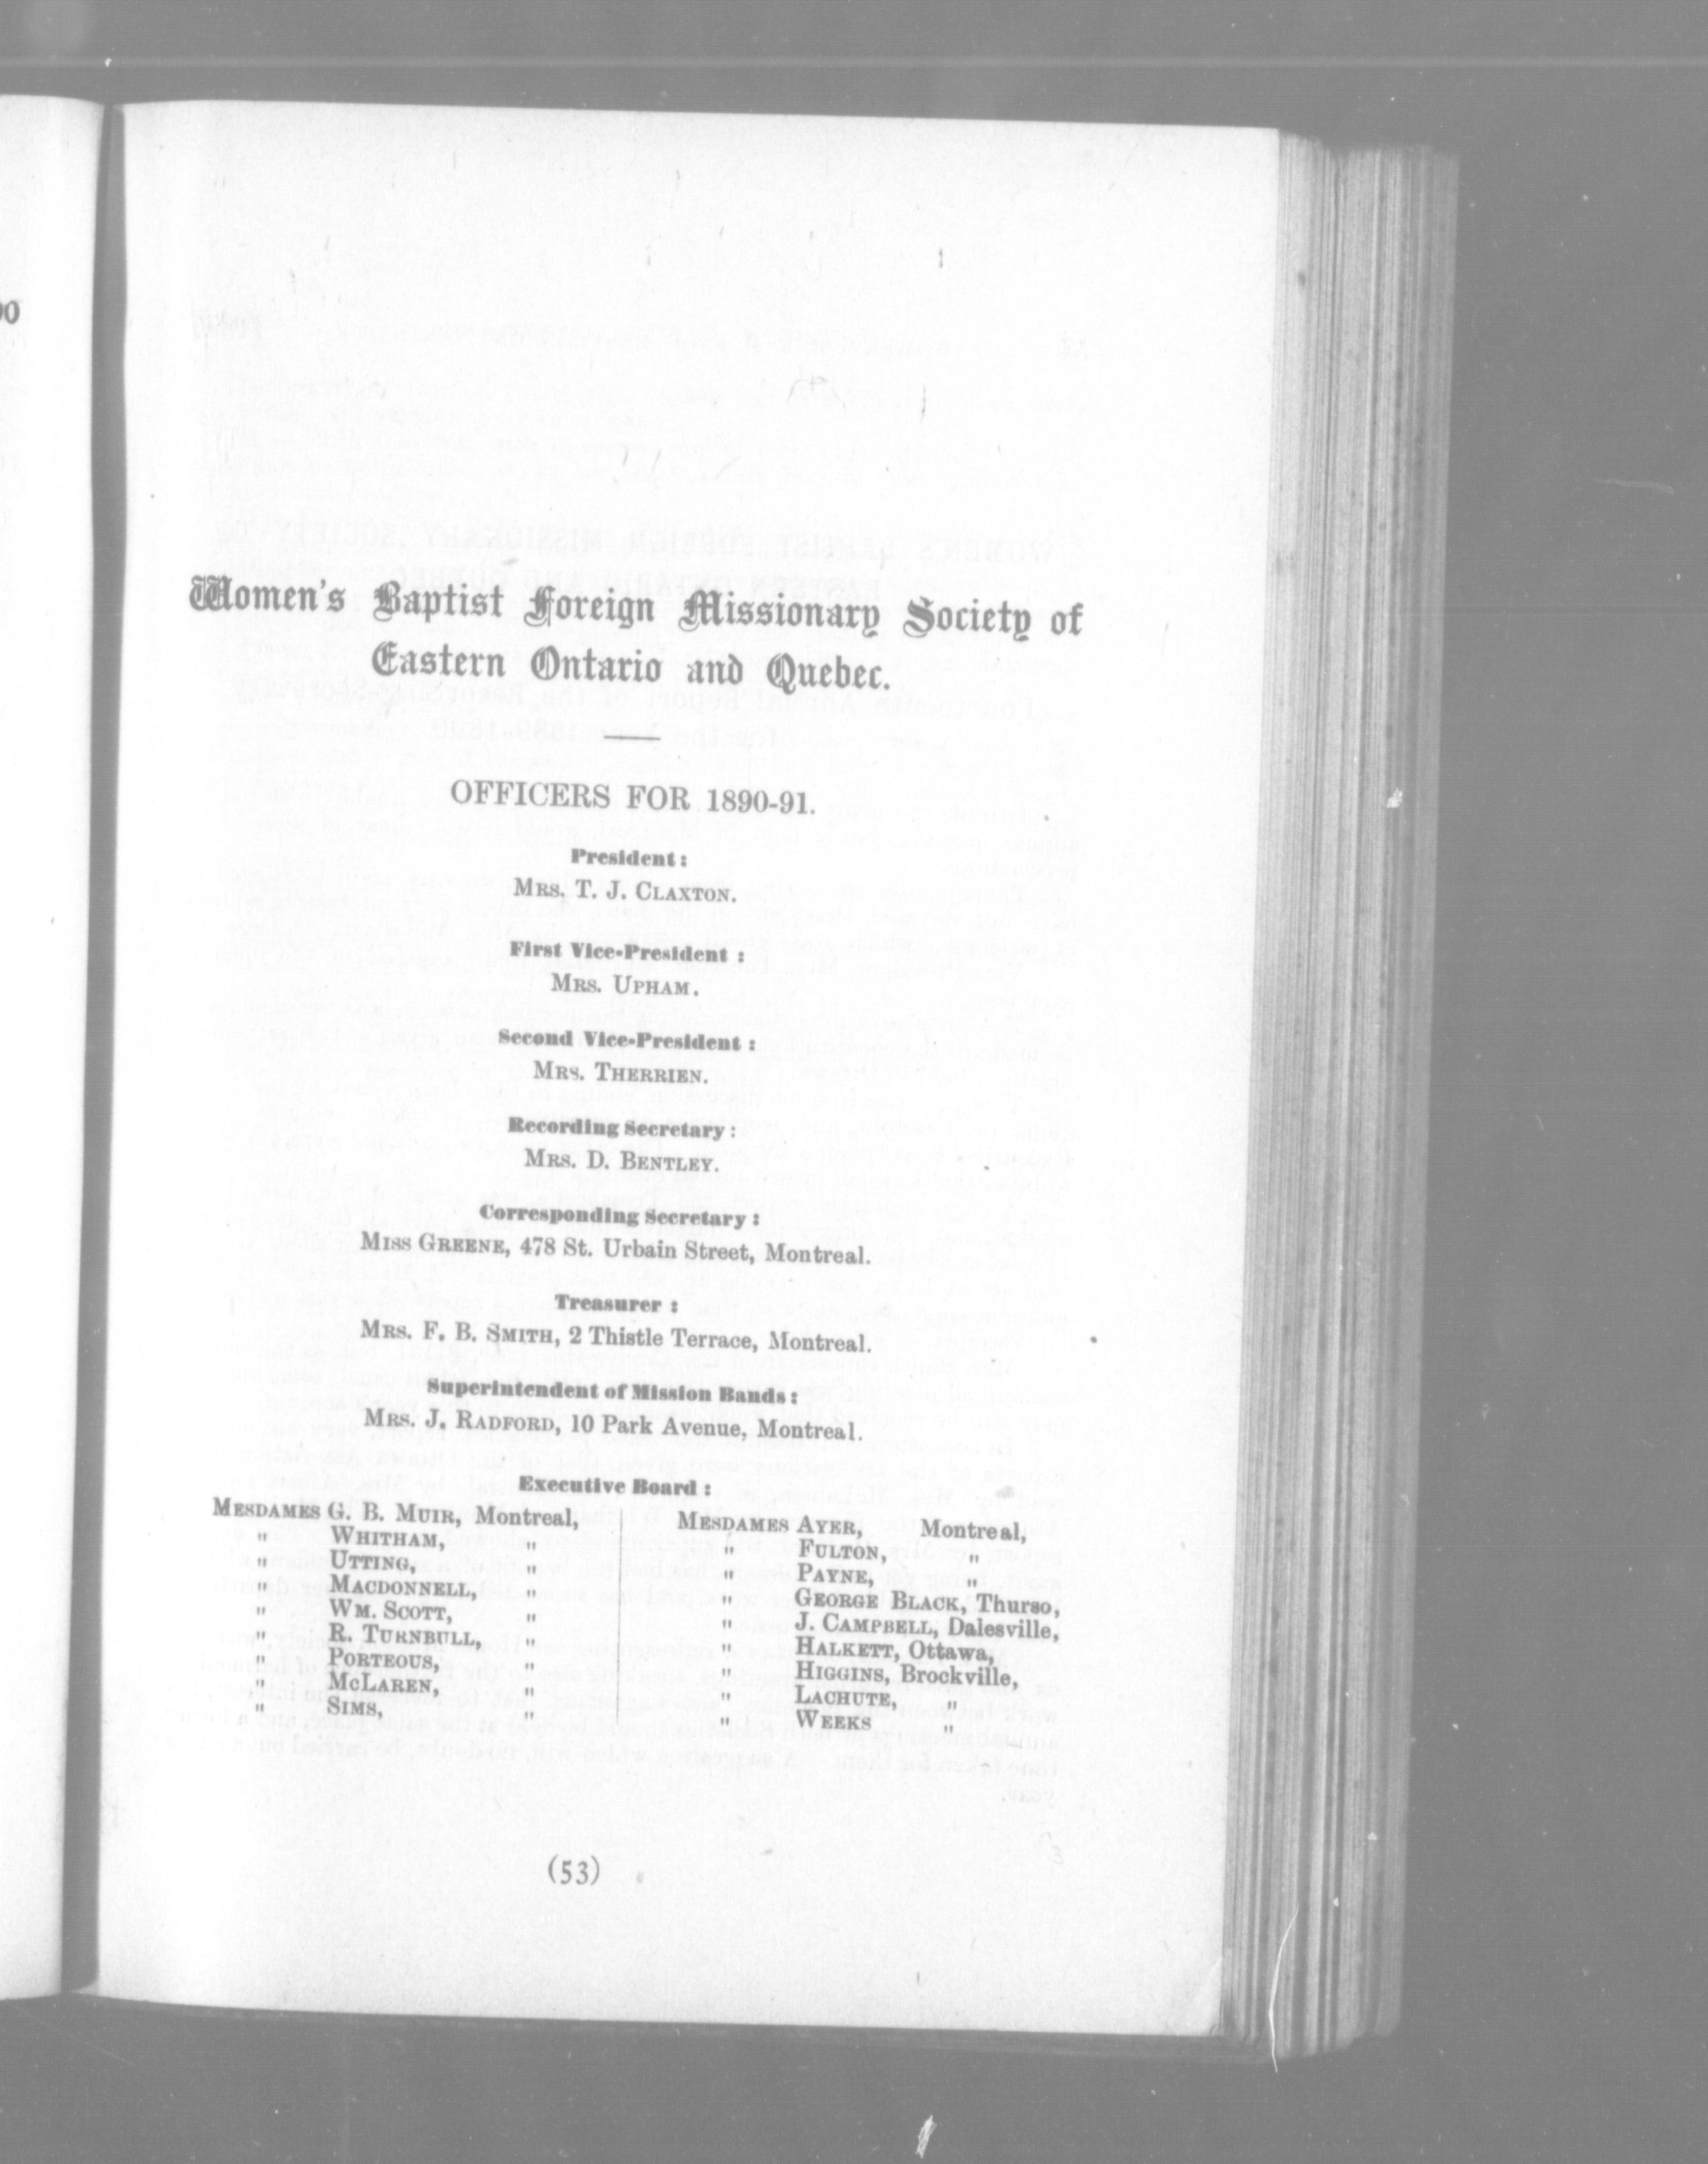 Women's Baptist Foreign Missionary Society of
Eastern Ontario and Quebec.
OFFICERS FOR 1890-91.
President:
MRS. T. J. CLAXTON.
First Vice-President:
MRS. UPHAM.
Second Vice-President:
MRS. THERRIEN.
Recording Secretary:
MRS. D. BENTLEY.
Corresponding Secretary:
MISS GREENE, 478 St. Urbain Street, Montreal.
Treasurer:
MRS. F. B. SMITH, 2 Thistle Terrace, Montreal.
Superintendent of Mission Bands:
MRS. J. RADFORD, 10 Park Avenue, Montreal.
Executive Board:
MESDAMES G. B. MUIR, Montreal,
" WHITHAM, "
" UTTING, "
" MACDONNELL, "
" WM. SCOTT, "
" R. TURNBULL, "
" PORTEOUS, "
" MCLAREN, "
" SIMS, "
MESDAMES AYER, Montreal,
" FULTON, "
" PAYNE, "
" GEORGE BLACK, Thurso,
" J. CAMPBELL, Dalesville,
" HALKETT, Ottawa,
" HIGGINS, Brockville,
" LACHUTE, "
" WEEKS "
(53)